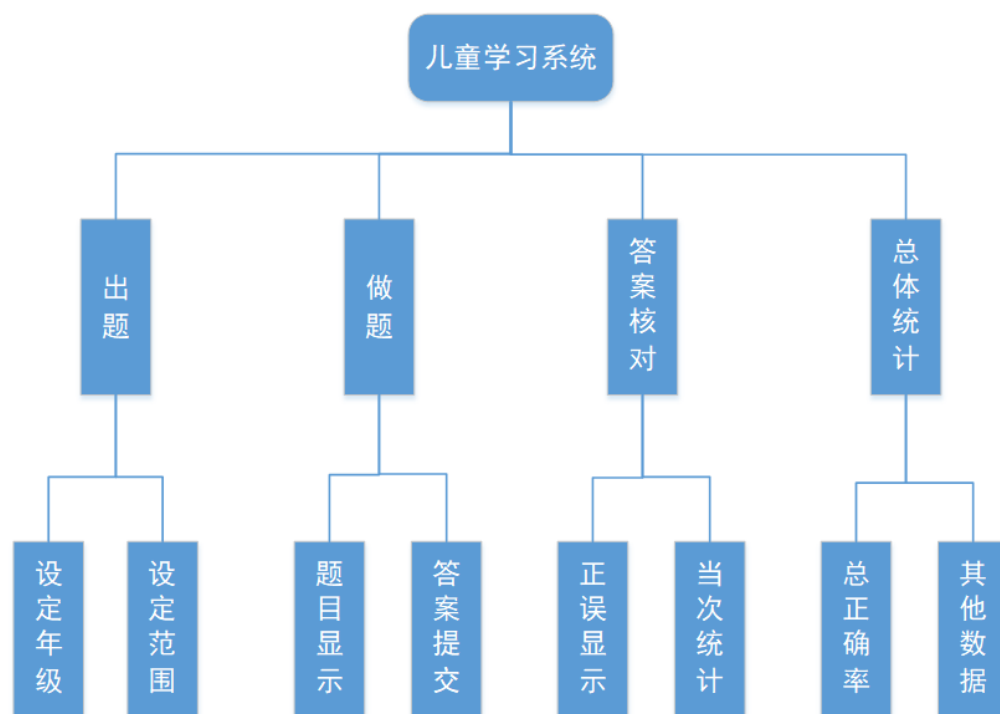 儿童学习系统
出题
做题
答案核对
总体统计
设定年级
设定范围
题目显示
答案提交
正误显示
当次统计
总正确率
其他数据